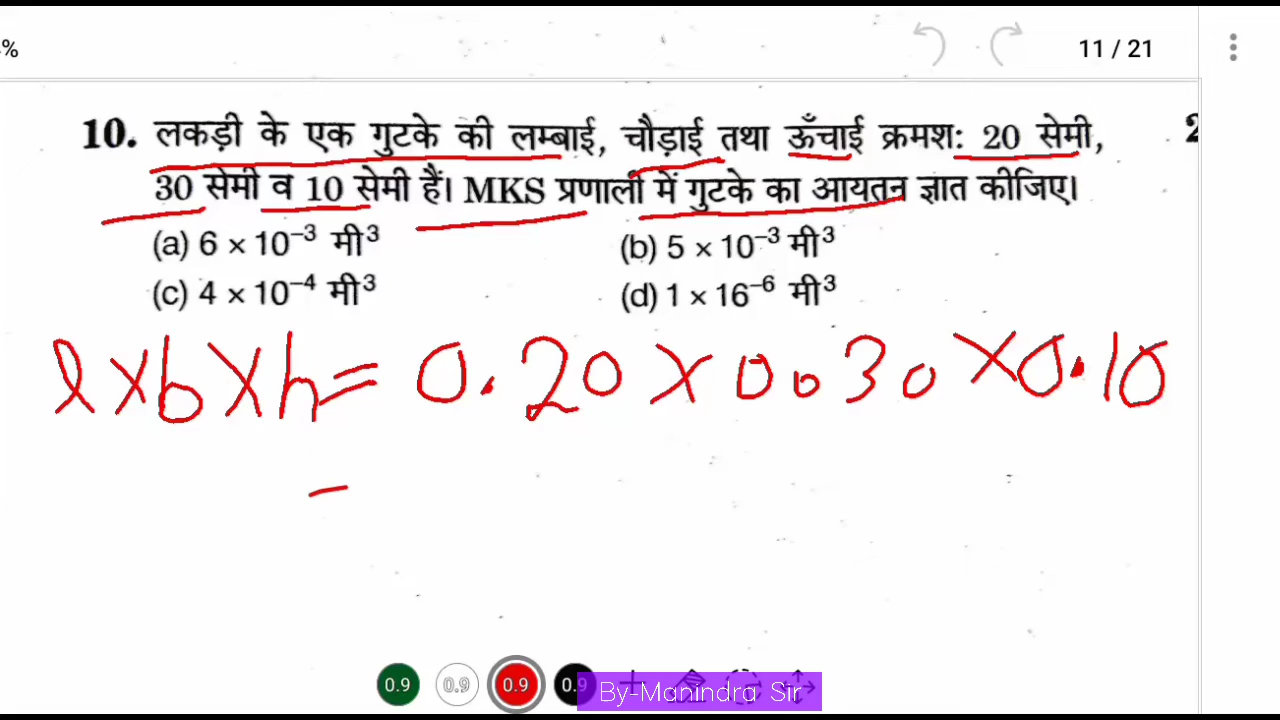 %
11 / 21
10. लकड़ी के एक गुटके की लम्बाई, चौड़ाई तथा ऊँचाई क्रमशः 20 सेमी,
30 सेमी व 10 सेमी हैं। MKS प्रणाली में गुटके का आयतन ज्ञात कीजिए।
(a) 6 × 10⁻³ मी³ (b) 5 × 10⁻³ मी³
(c) 4 × 10⁻⁴ मी³ (d) 1 × 16⁻⁶ मी³
l×b×h = 0.20 × 0.30 × 0.10
0.9 0.9 0.9 0.9
By-Manindra Sir